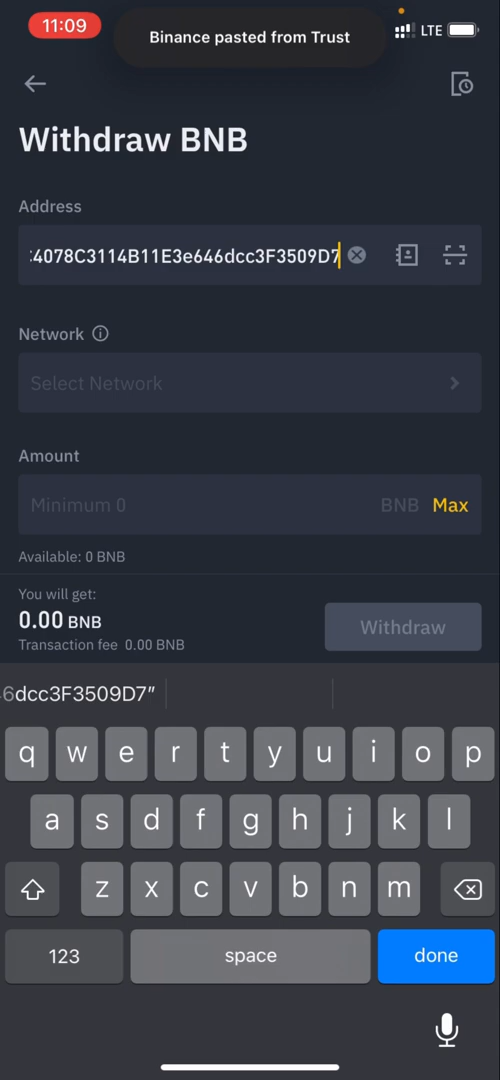 11:09
Binance pasted from Trust
LTE
Withdraw BNB
Address
4078C3114B11E3e646dcc3F3509D7
Network
Select Network
Amount
Minimum 0 BNB Max
Available: 0 BNB
You will get:
0.00 BNB
Transaction fee 0.00 BNB
Withdraw
6dcc3F3509D7"
q w e r t y u i o p
a s d f g h j k l
z x c v b n m
123 space done